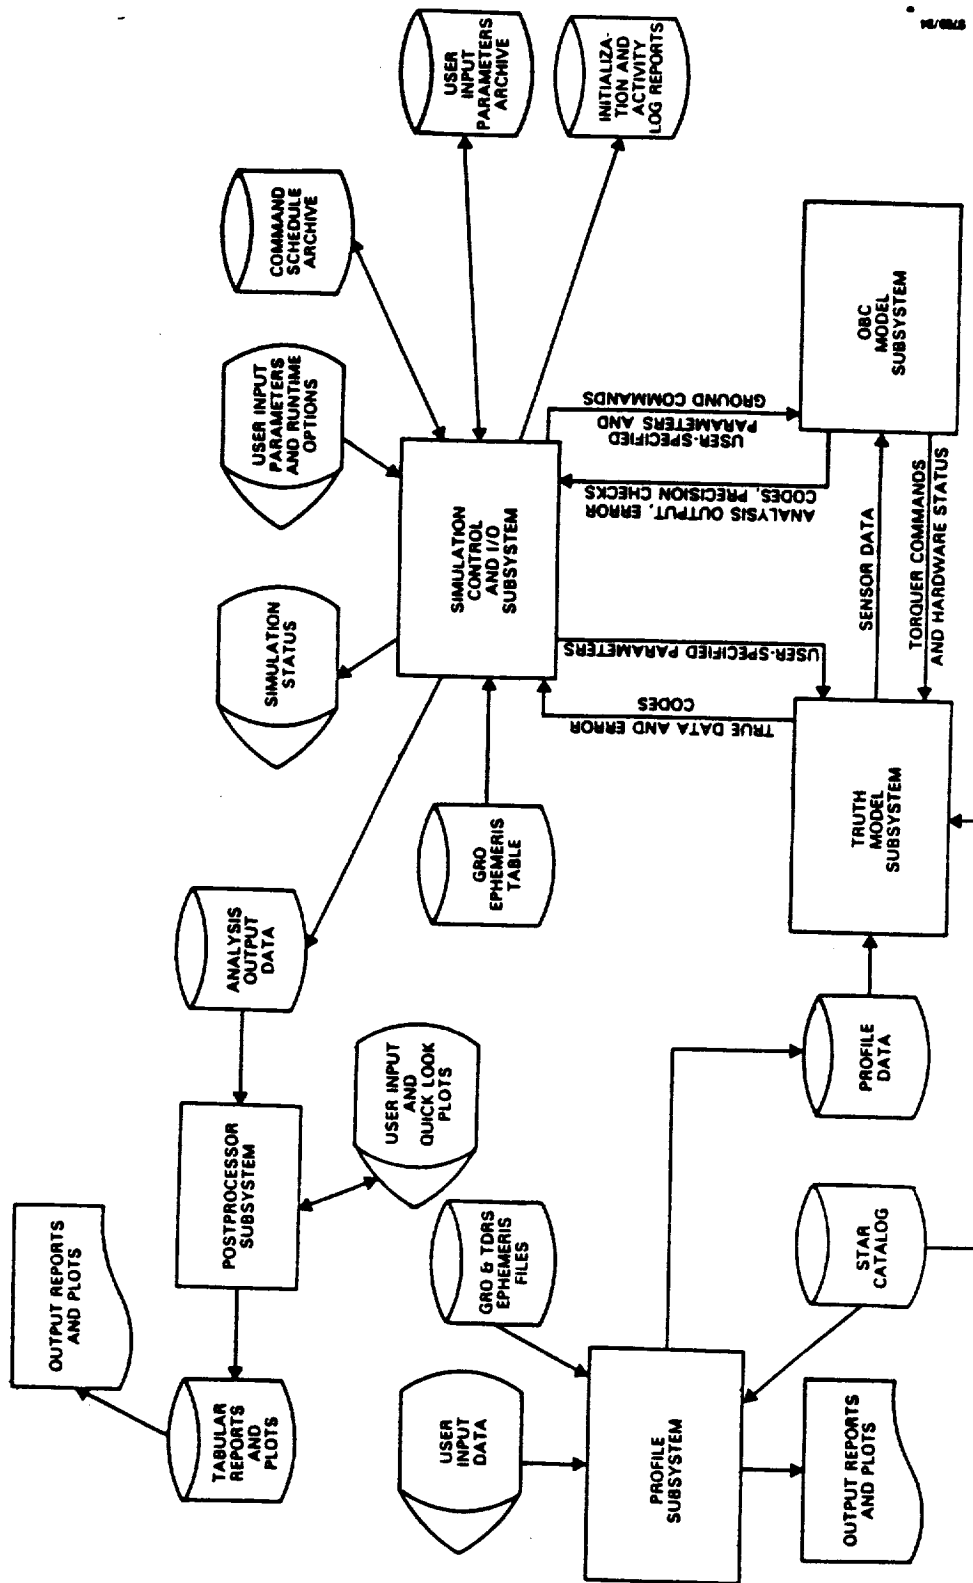 OUTPUT REPORTS
AND PLOTS
TABULAR
REPORTS
AND
PLOTS
POSTPROCESSOR
SUBSYSTEM
ANALYSIS
OUTPUT
DATA
USER INPUT
AND
QUICK LOOK
PLOTS
SIMULATION
STATUS
USER INPUT
PARAMETERS
AND RUNTIME
OPTIONS
COMMAND
SCHEDULE
ARCHIVE
USER
INPUT
PARAMETERS
ARCHIVE
INITIALIZA-
TION AND
ACTIVITY
LOG REPORTS
SIMULATION
CONTROL
AND I/O
SUBSYSTEM
GRO
EPHEMERIS
TABLE
TRUE DATA AND ERROR
CODES
USER-SPECIFIED PARAMETERS
ANALYSIS OUTPUT, ERROR
CODES, PRECISION CHECKS
USER-SPECIFIED
PARAMETERS AND
GROUND COMMANDS
USER
INPUT
DATA
GRO & TDRS
EPHEMERIS
FILES
PROFILE
SUBSYSTEM
STAR
CATALOG
OUTPUT REPORTS
AND PLOTS
PROFILE
DATA
TRUTH
MODEL
SUBSYSTEM
SENSOR DATA
TORQUER COMMANDS
AND HARDWARE STATUS
OBC
MODEL
SUBSYSTEM